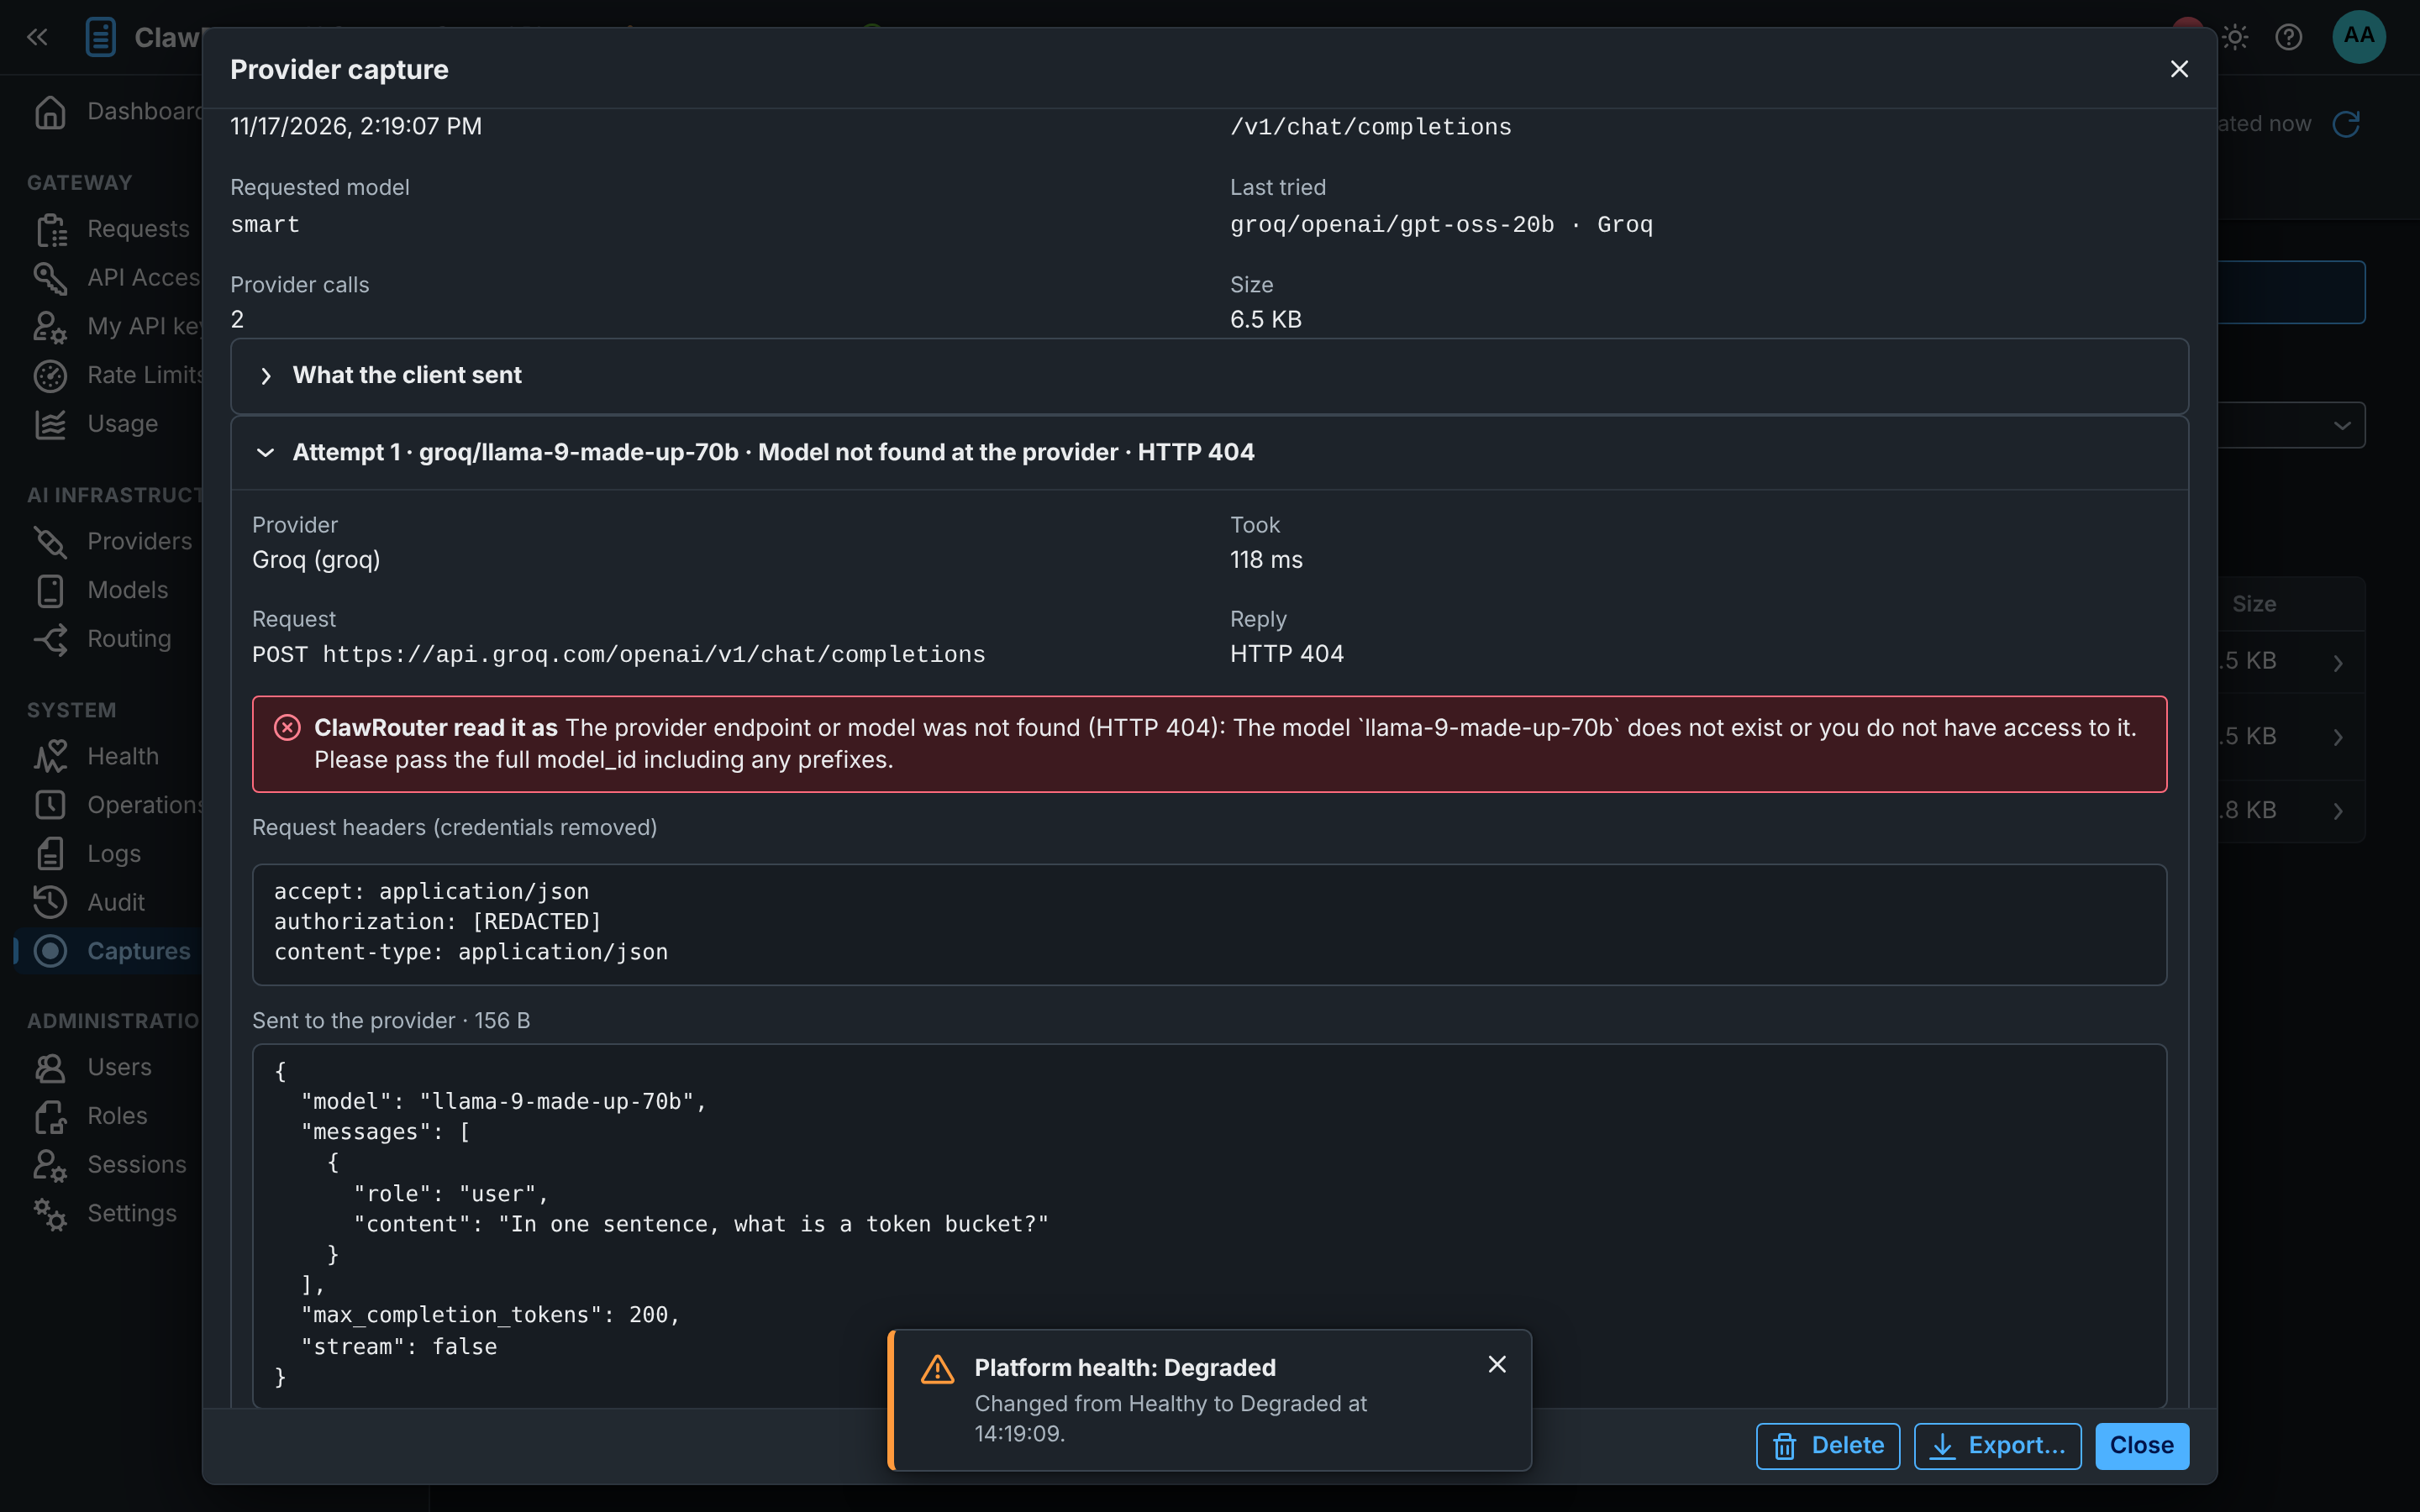 Provider capture
11/17/2026, 2:19:07 PM
/v1/chat/completions
Requested model
smart
Last tried
groq/openai/gpt-oss-20b · Groq
Provider calls
2
Size
6.5 KB
What the client sent
Attempt 1 · groq/llama-9-made-up-70b · Model not found at the provider · HTTP 404
Provider
Groq (groq)
Took
118 ms
Request
POST https://api.groq.com/openai/v1/chat/completions
Reply
HTTP 404
ClawRouter read it as The provider endpoint or model was not found (HTTP 404): The model `llama-9-made-up-70b` does not exist or you do not have access to it.
Please pass the full model_id including any prefixes.
Request headers (credentials removed)
accept: application/json
authorization: [REDACTED]
content-type: application/json
Sent to the provider · 156 B
{
  "model": "llama-9-made-up-70b",
  "messages": [
    {
      "role": "user",
      "content": "In one sentence, what is a token bucket?"
    }
  ],
  "max_completion_tokens": 200,
  "stream": false
}
Platform health: Degraded
Changed from Healthy to Degraded at
14:19:09.
Delete
Export...
Close
Claw
AA
Dashboard
GATEWAY
Requests
API Acces
My API key
Rate Limits
Usage
AI INFRASTRUCT
Providers
Models
Routing
SYSTEM
Health
Operations
Logs
Audit
Captures
ADMINISTRATIO
Users
Roles
Sessions
Settings
ated now
Size
.5 KB
.5 KB
.8 KB